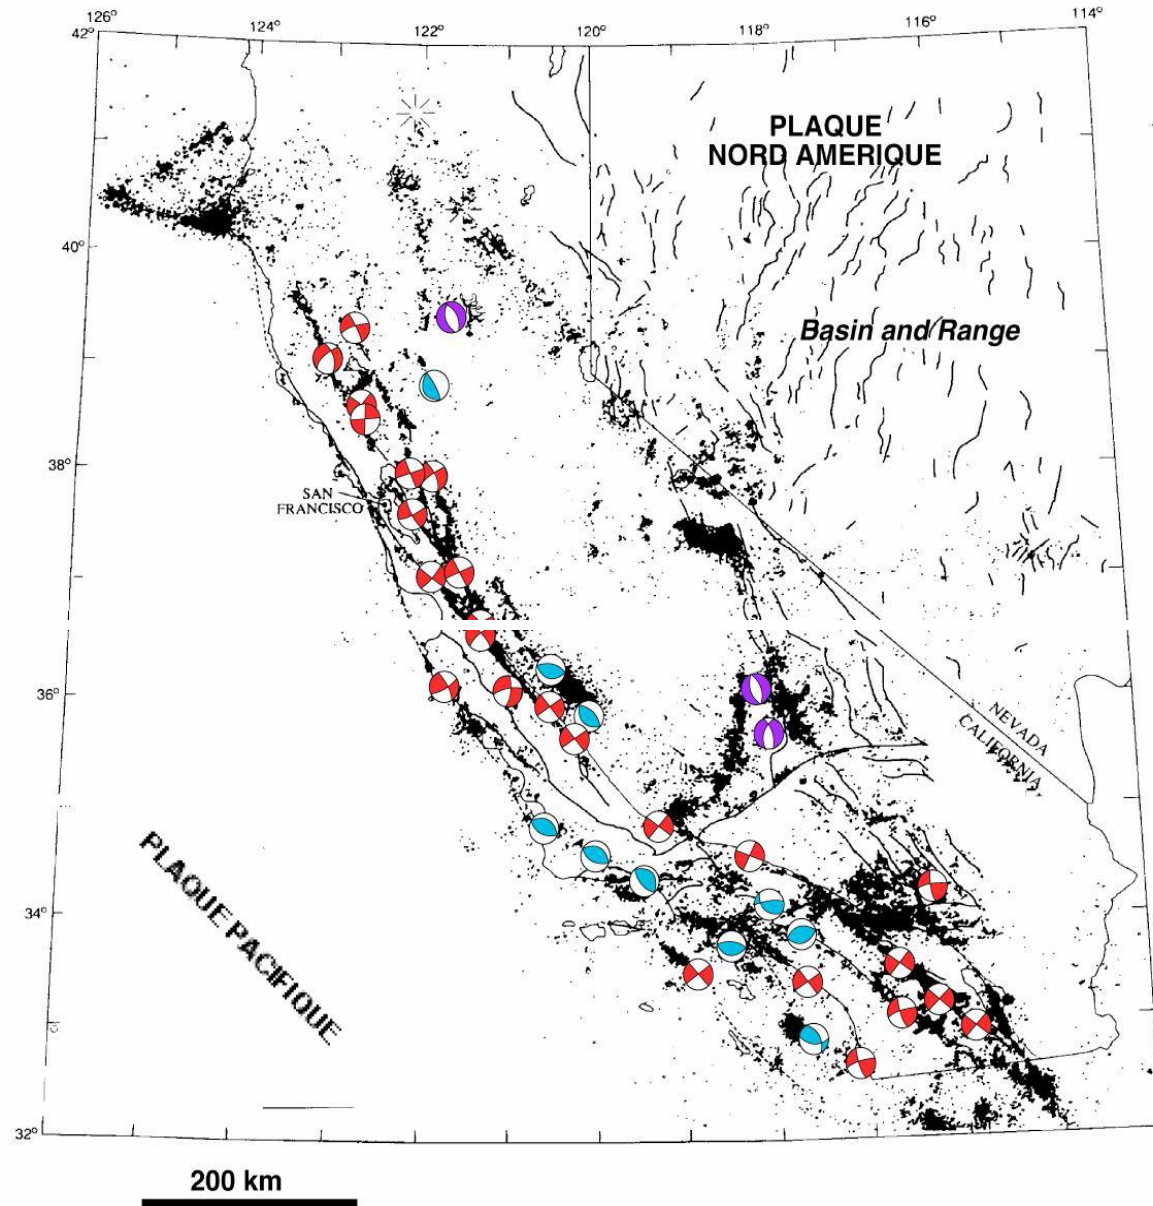 126° 124° 122° 120° 118° 116° 114°
42°
PLAQUE
NORD AMERIQUE
40°
Basin and Range
38°
SAN
FRANCISCO
36°
NEVADA
CALIFORNIA
PLAQUE PACIFIQUE
34°
32°
200 km